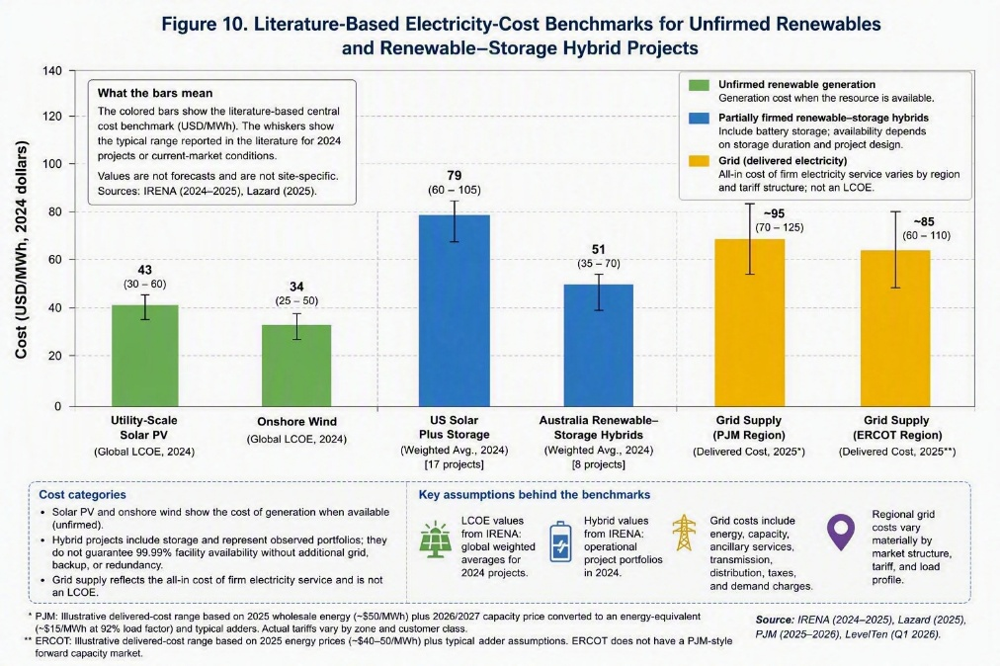 Figure 10. Literature-Based Electricity-Cost Benchmarks for Unfirmed Renewables
and Renewable–Storage Hybrid Projects
Cost (USD/MWh, 2024 dollars)
140
120
100
80
60
40
20
0
What the bars mean
The colored bars show the literature-based central
cost benchmark (USD/MWh). The whiskers show
the typical range reported in the literature for 2024
projects or current-market conditions.
Values are not forecasts and are not site-specific.
Sources: IRENA (2024–2025), Lazard (2025).
Unfirmed renewable generation
Generation cost when the resource is available.
Partially firmed renewable–storage hybrids
Include battery storage; availability depends
on storage duration and project design.
Grid (delivered electricity)
All-in cost of firm electricity service varies by region
and tariff structure; not an LCOE.
43
(30 – 60)
34
(25 – 50)
79
(60 – 105)
51
(35 – 70)
~95
(70 – 125)
~85
(60 – 110)
Utility-Scale
Solar PV
(Global LCOE, 2024)
Onshore Wind
(Global LCOE, 2024)
US Solar
Plus Storage
(Weighted Avg., 2024)
[17 projects]
Australia Renewable–
Storage Hybrids
(Weighted Avg., 2024)
[8 projects]
Grid Supply
(PJM Region)
(Delivered Cost, 2025*)
Grid Supply
(ERCOT Region)
(Delivered Cost, 2025**)
Cost categories
• Solar PV and onshore wind show the cost of generation when available
(unfirmed).
• Hybrid projects include storage and represent observed portfolios; they
do not guarantee 99.99% facility availability without additional grid,
backup, or redundancy.
• Grid supply reflects the all-in cost of firm electricity service and is not
an LCOE.
Key assumptions behind the benchmarks
LCOE values
from IRENA:
global weighted
averages for
2024 projects.
Hybrid values
from IRENA:
operational
project portfolios
in 2024.
Grid costs include
energy, capacity,
ancillary services,
transmission,
distribution, taxes,
and demand charges.
Regional grid
costs vary
materially by
market structure,
tariff, and load
profile.
* PJM: Illustrative delivered-cost range based on 2025 wholesale energy (~$50/MWh) plus 2026/2027 capacity price converted to an energy-equivalent
(~$15/MWh at 92% load factor) and typical adders. Actual tariffs vary by zone and customer class.
** ERCOT: Illustrative delivered-cost range based on 2025 energy prices (~$40–50/MWh) plus typical adder assumptions. ERCOT does not have a PJM-style
forward capacity market.
Source: IRENA (2024–2025), Lazard (2025),
PJM (2025–2026), LevelTen (Q1 2026).